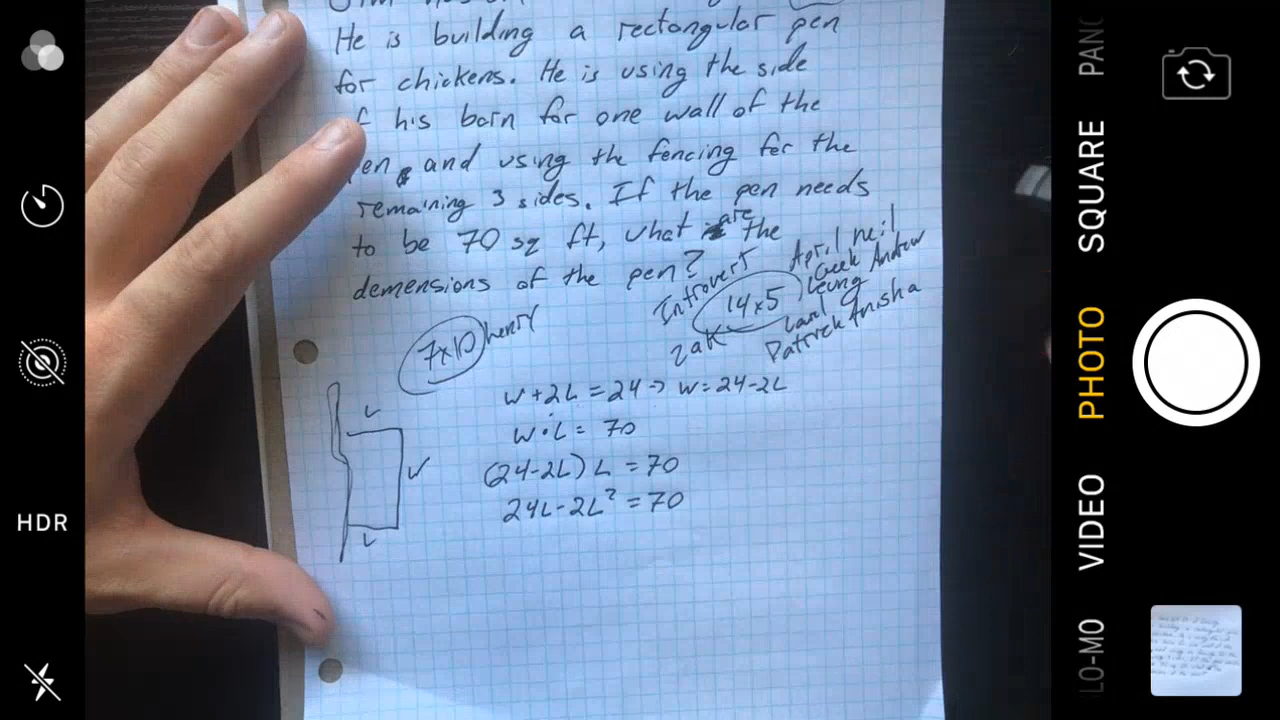 He is building a rectangular pen
for chickens. He is using the side
f his barn for one wall of the
pen, and using the fencing for the
remaining 3 sides. If the pen needs
to be 70 sq ft, what are the
demensions of the pen?
Introvert
April Neil
Geek Andrew
Leung
14x5
zak
Patrick Anisha
7x10 henry
W+2L=24→ W=24-2L
W·L= 70
(24-2L) L =70
24L-2L² =70
L
W
L
HDR
LO-MO
VIDEO
PHOTO
SQUARE
PANO